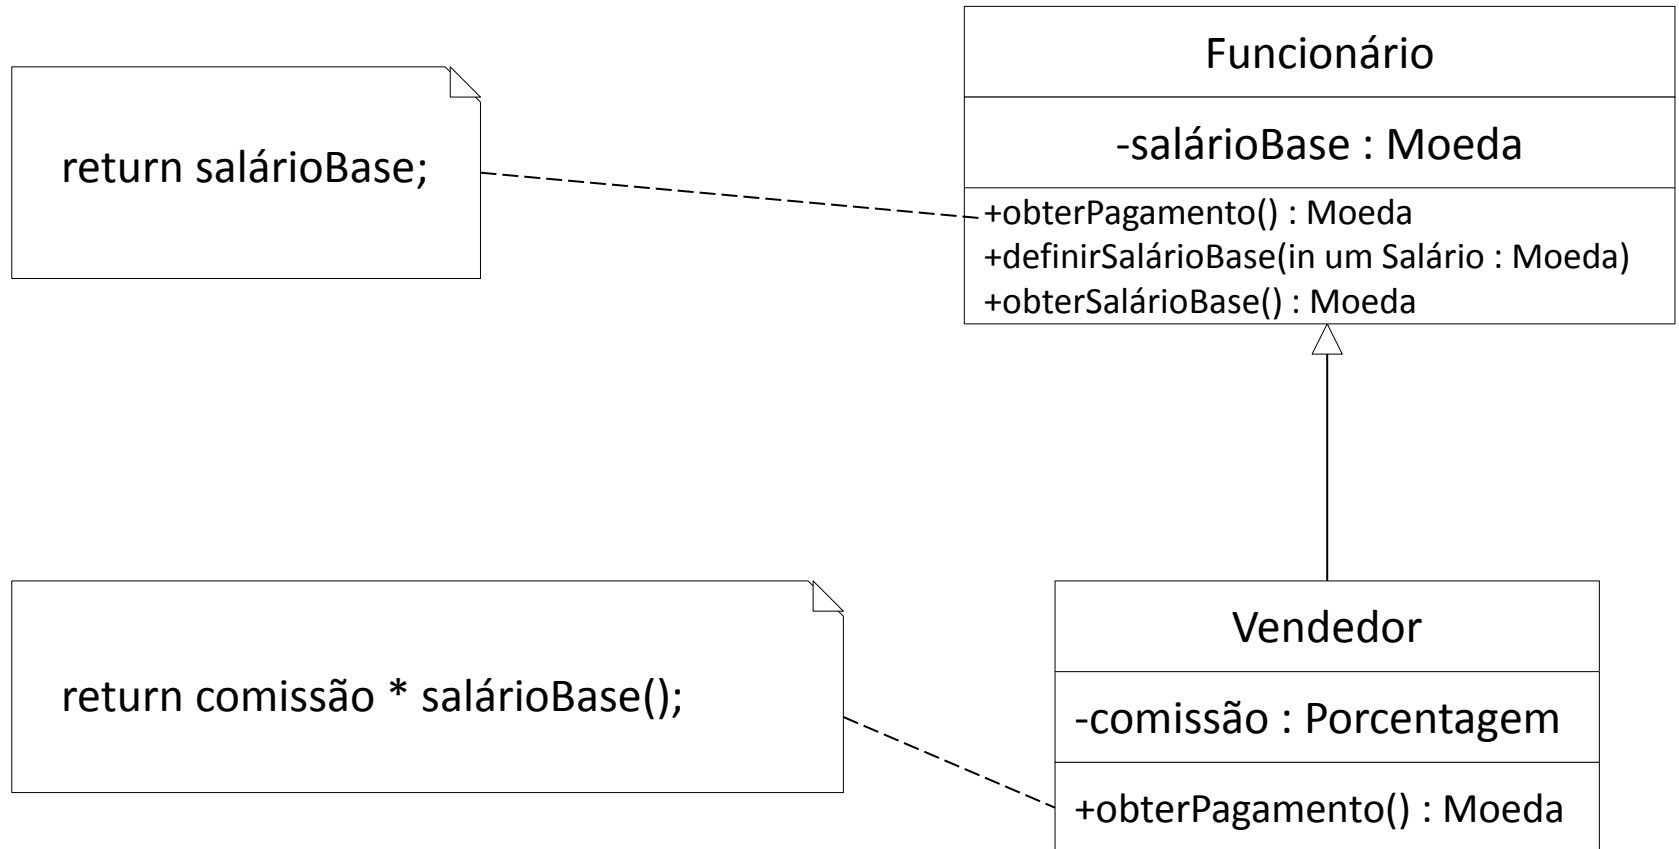 Funcionário
-salárioBase : Moeda
return salárioBase;
+obterPagamento() : Moeda
+definirSalárioBase(in um Salário : Moeda)
+obterSalárioBase() : Moeda
Vendedor
return comissão * salárioBase();
-comissão : Porcentagem
+obterPagamento() : Moeda